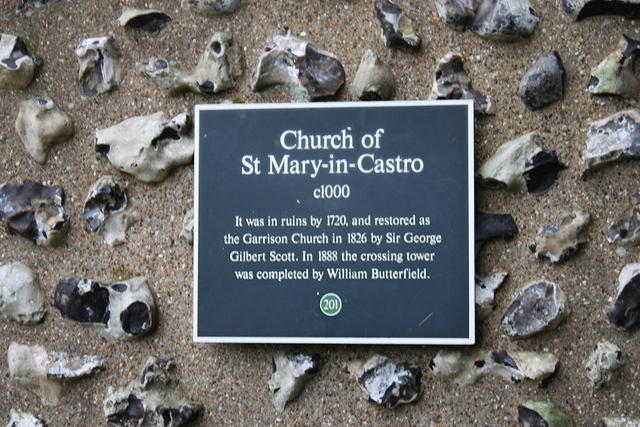 Church of
St Mary-in-Castro
c1000
It was in ruins by 1720, and restored as
the Garrison Church in 1826 by Sir George
Gilbert Scott. In 1888 the crossing tower
was completed by William Butterfield.
201